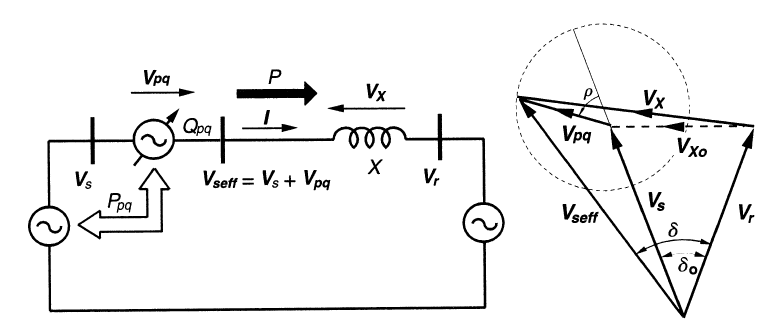 Vpq
P
VX
I
Qpq
X
Vs
Vseff = Vs + Vpq
Vr
Ppq
ρ
VX
Vpq
VXo
Vs
Vseff
Vr
δ
δo